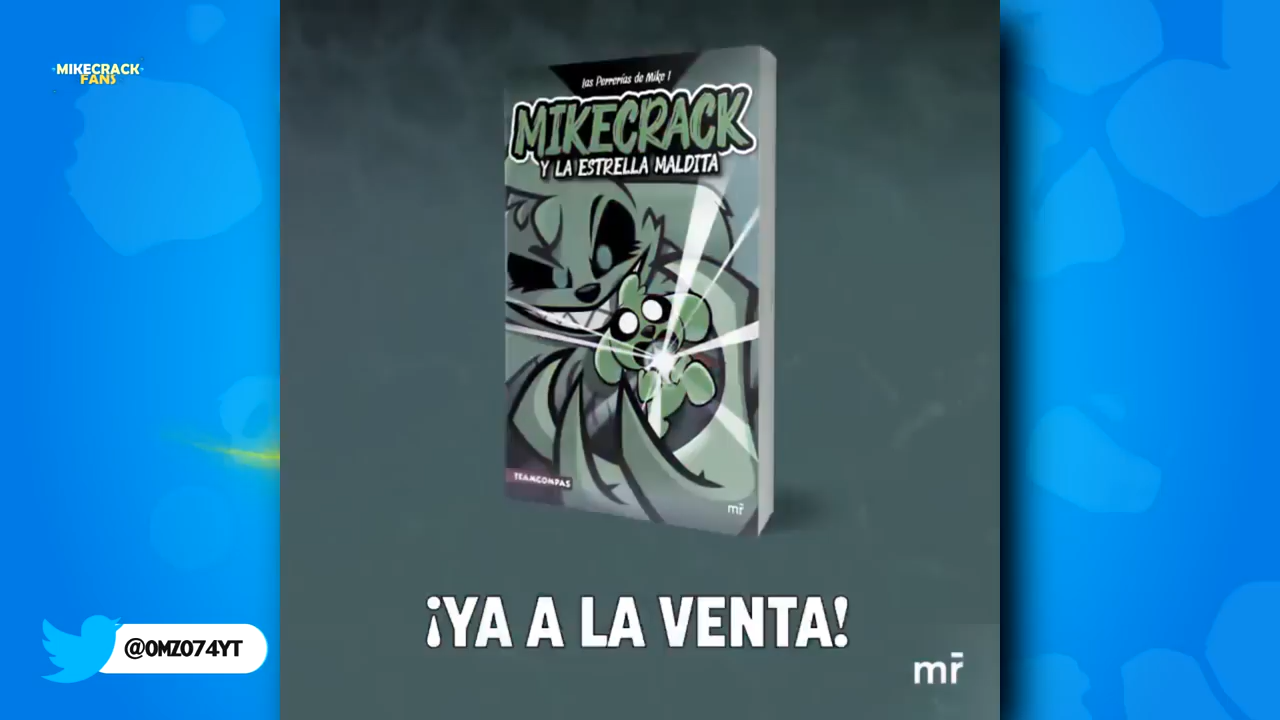 MIKECRACK
FANS
Las Perrerías de Mike 1
MIKECRACK
Y LA ESTRELLA MALDITA
TEAMCOMPAS
mr
¡YA A LA VENTA!
@OMZ074YT
mr